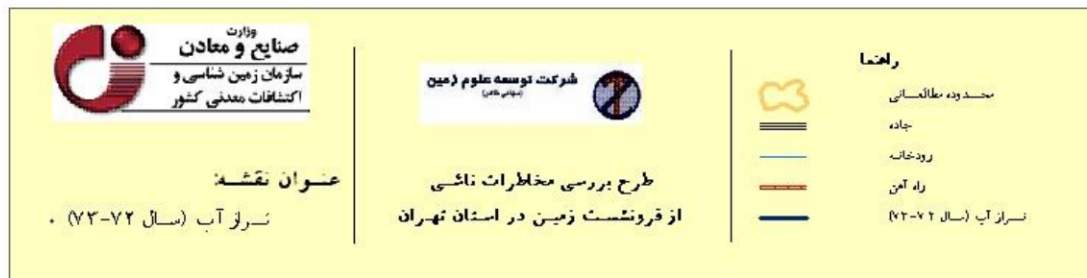 راهنما
محدوده مطالعاتی
جاده
رودخانه
راه آهن
تراز آب (سال ۷۲-۷۳)
شرکت توسعه علوم زمین
(سهامی خاص)
طرح بررسی مخاطرات ناشی
از فرونشست زمین در استان تهران
وزارت
صنایع و معادن
سازمان زمین شناسی و
اکتشافات معدنی کشور
عنوان نقشه:
تراز آب (سال ۷۲-۷۳)